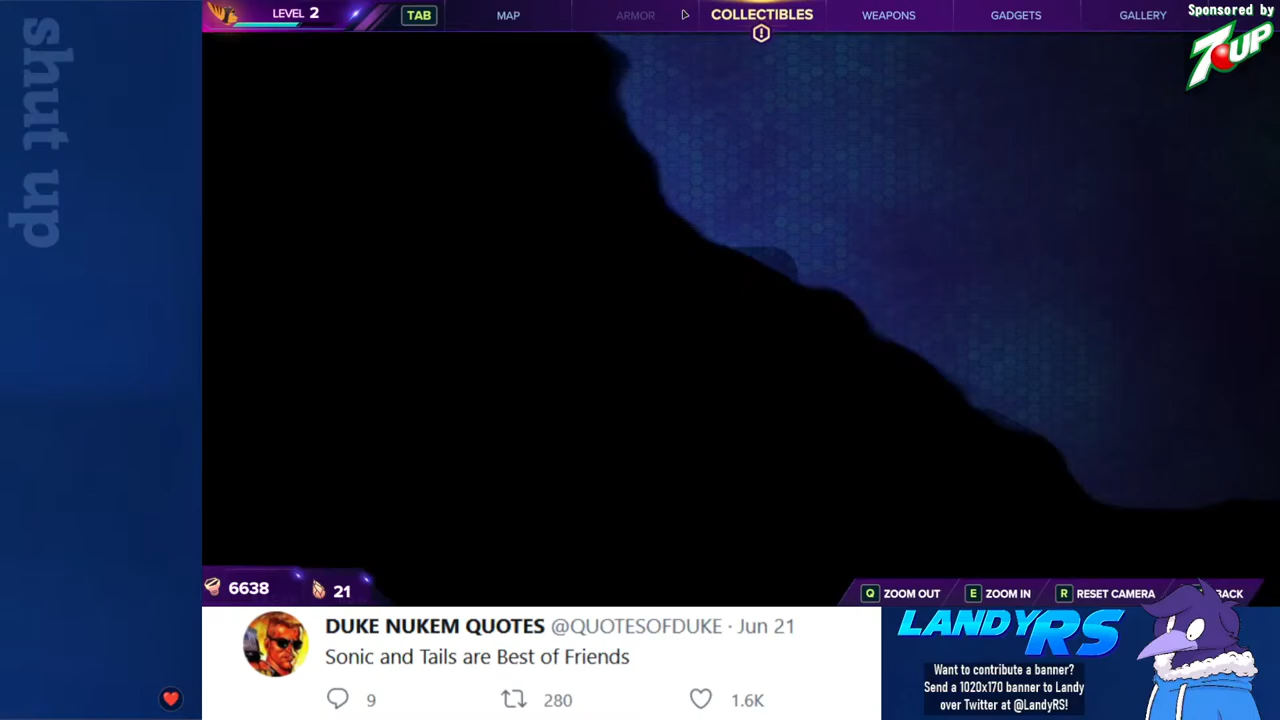 shut up
LEVEL 2
TAB
MAP
ARMOR
COLLECTIBLES
WEAPONS
GADGETS
GALLERY
Sponsored by
7UP
6638
21
Q ZOOM OUT
E ZOOM IN
R RESET CAMERA
DUKE NUKEM QUOTES @QUOTESOFDUKE · Jun 21
Sonic and Tails are Best of Friends
9 280 1.6K
LANDYRS
Want to contribute a banner?
Send a 1020x170 banner to Landy
over Twitter at @LandyRS!